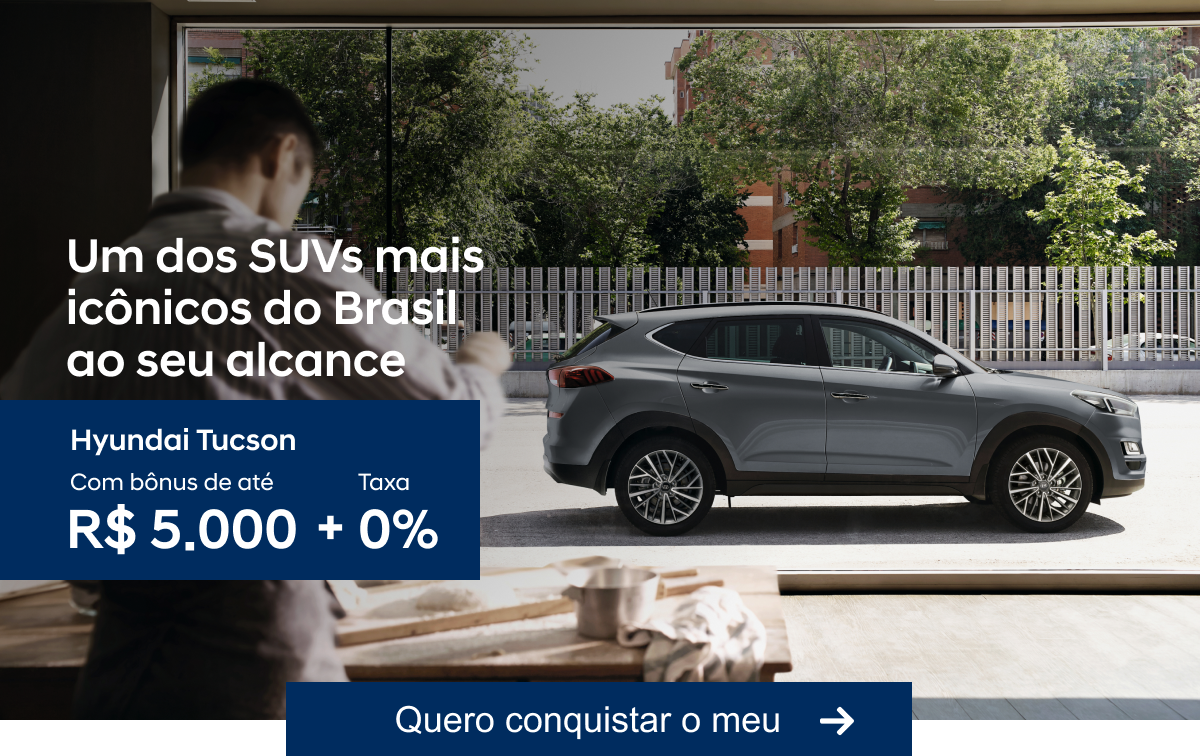 Um dos SUVs mais
icônicos do Brasil
ao seu alcance
Hyundai Tucson
Com bônus de até Taxa
R$ 5.000 + 0%
Quero conquistar o meu